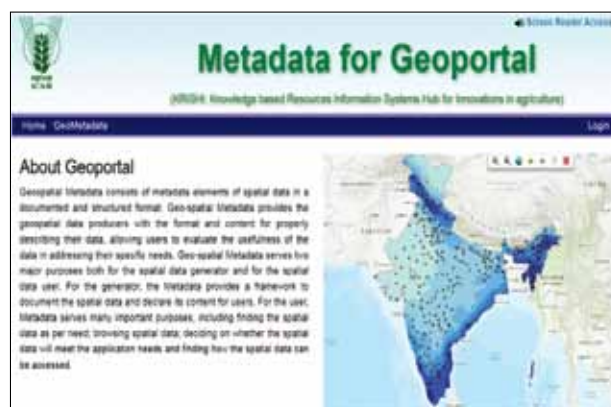 Screen Reader Access
ICAR
Metadata for Geoportal
(KRISHI: Knowledge based Resources Information Systems Hub for Innovations in agriculture)
Home GeoMetadata Login
About Geoportal
Geospatial Metadata consists of metadata elements of spatial data in a
documented and structured format. Geo-spatial Metadata provides the
geospatial data producers with the format and content for properly
describing their data, allowing users to evaluate the usefulness of the
data in addressing their specific needs. Geo-spatial Metadata serves two
major purposes both for the spatial data generator and for the spatial
data user. For the generator, the Metadata provides a framework to
document the spatial data and declare its content for users. For the user,
Metadata serves many important purposes, including finding the spatial
data as per need; browsing spatial data; deciding on whether the spatial
data will meet the application needs and finding how the spatial data can
be assessed.